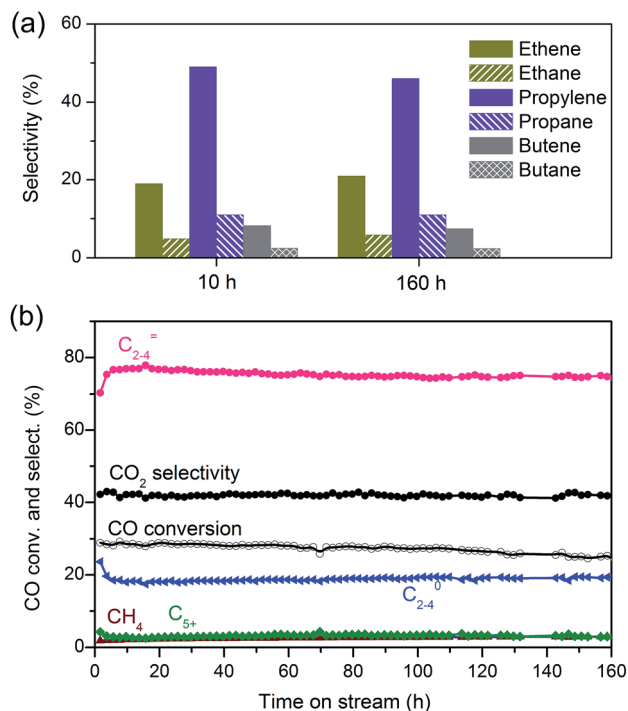 (a)
60
40
20
0
Selectivity (%)
Ethene
Ethane
Propylene
Propane
Butene
Butane
10 h
160 h
(b)
80
60
40
20
0
CO conv. and select. (%)
C₂₋₄⁼
CO₂ selectivity
CO conversion
C₂₋₄⁰
CH₄
C₅₊
0 20 40 60 80 100 120 140 160
Time on stream (h)